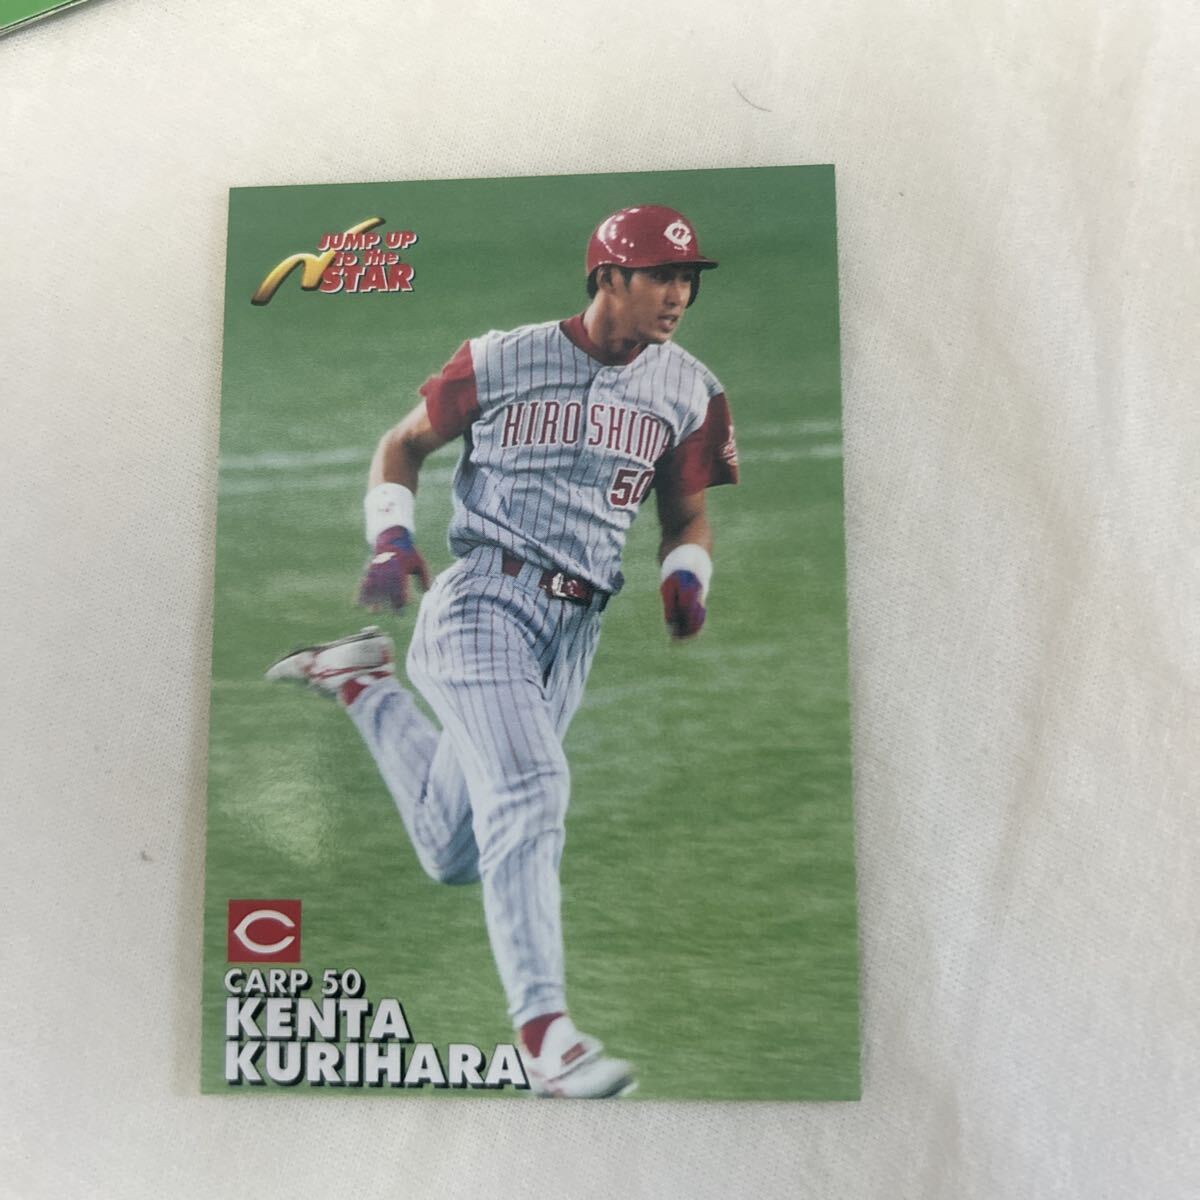 JUMP UP
to the
STAR
HIROSHIMA
50
C
CARP 50
KENTA
KURIHARA